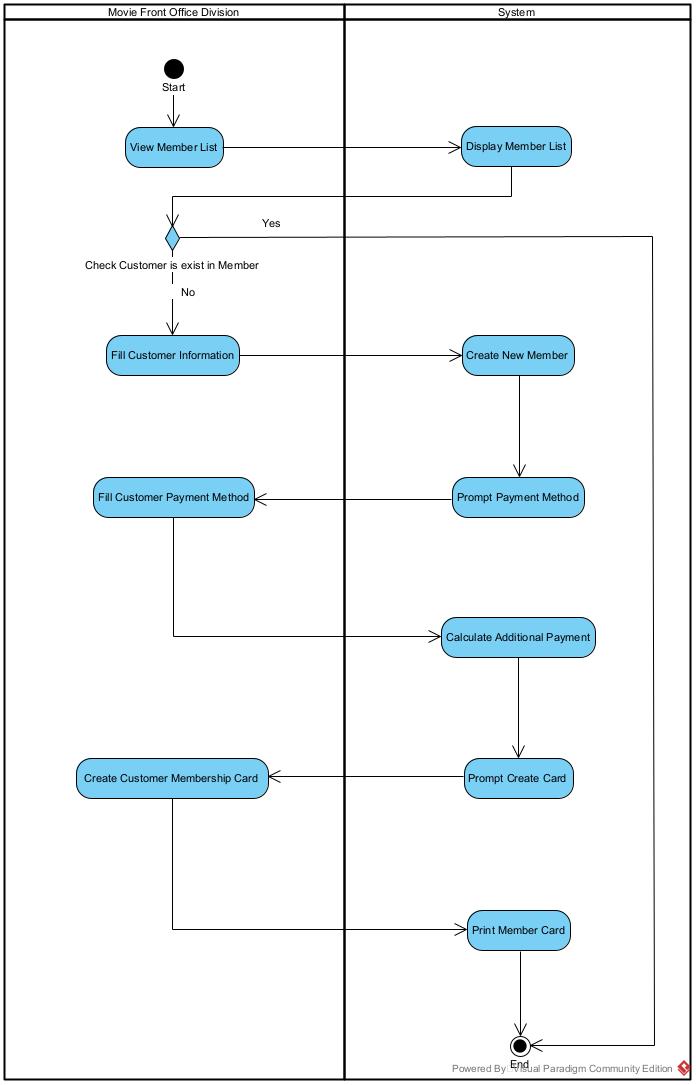 Movie Front Office Division
System
Start
View Member List
Display Member List
Yes
Check Customer is exist in Member
No
Fill Customer Information
Create New Member
Fill Customer Payment Method
Prompt Payment Method
Calculate Additional Payment
Create Customer Membership Card
Prompt Create Card
Print Member Card
End
Powered By Visual Paradigm Community Edition